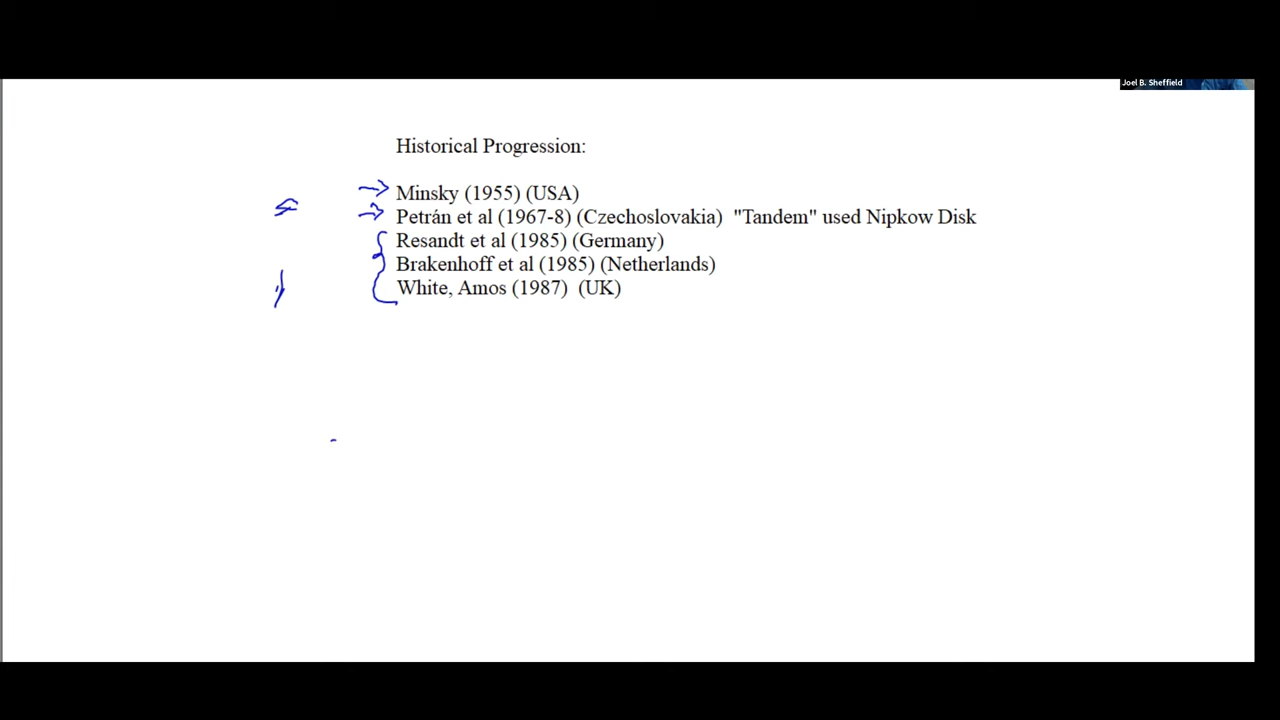 Joel B. Sheffield
Historical Progression:
Minsky (1955) (USA)
Petrán et al (1967-8) (Czechoslovakia) "Tandem" used Nipkow Disk
Resandt et al (1985) (Germany)
Brakenhoff et al (1985) (Netherlands)
White, Amos (1987) (UK)